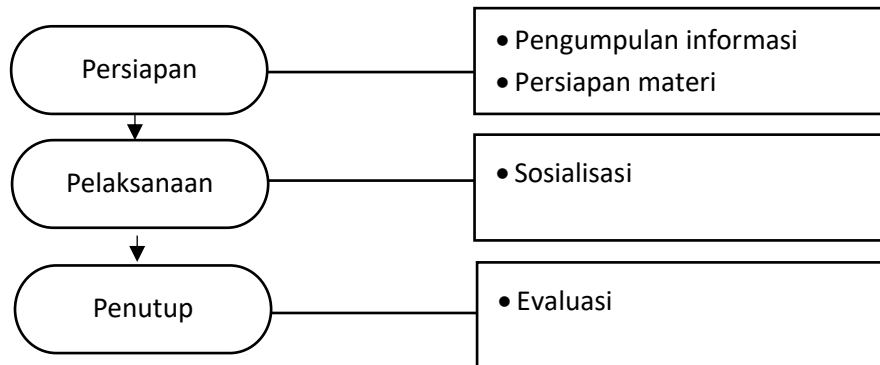 Persiapan
• Pengumpulan informasi
• Persiapan materi
Pelaksanaan
• Sosialisasi
Penutup
• Evaluasi